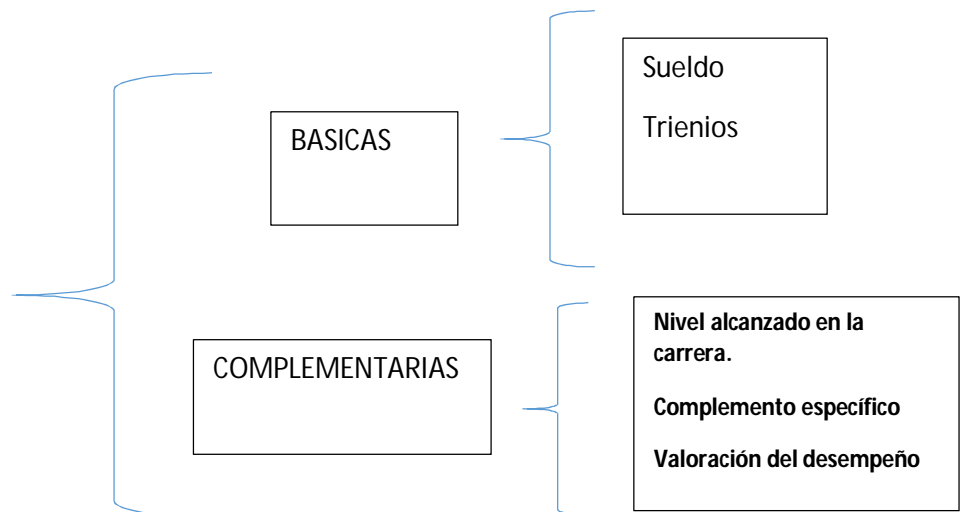 BASICAS
Sueldo
Trienios
COMPLEMENTARIAS
Nivel alcanzado en la
carrera.
Complemento específico
Valoración del desempeño